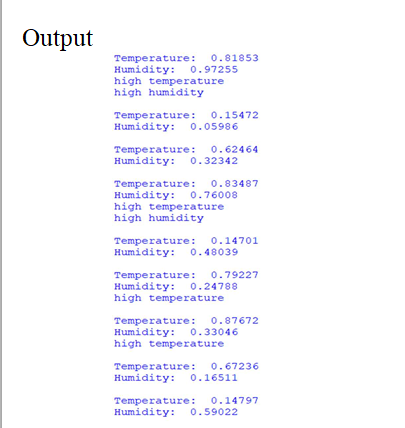 Output
Temperature:  0.81853
Humidity:  0.97255
high temperature
high humidity
Temperature:  0.15472
Humidity:  0.05986
Temperature:  0.62464
Humidity:  0.32342
Temperature:  0.83487
Humidity:  0.76008
high temperature
high humidity
Temperature:  0.14701
Humidity:  0.48039
Temperature:  0.79227
Humidity:  0.24788
high temperature
Temperature:  0.87672
Humidity:  0.33046
high temperature
Temperature:  0.67236
Humidity:  0.16511
Temperature:  0.14797
Humidity:  0.59022